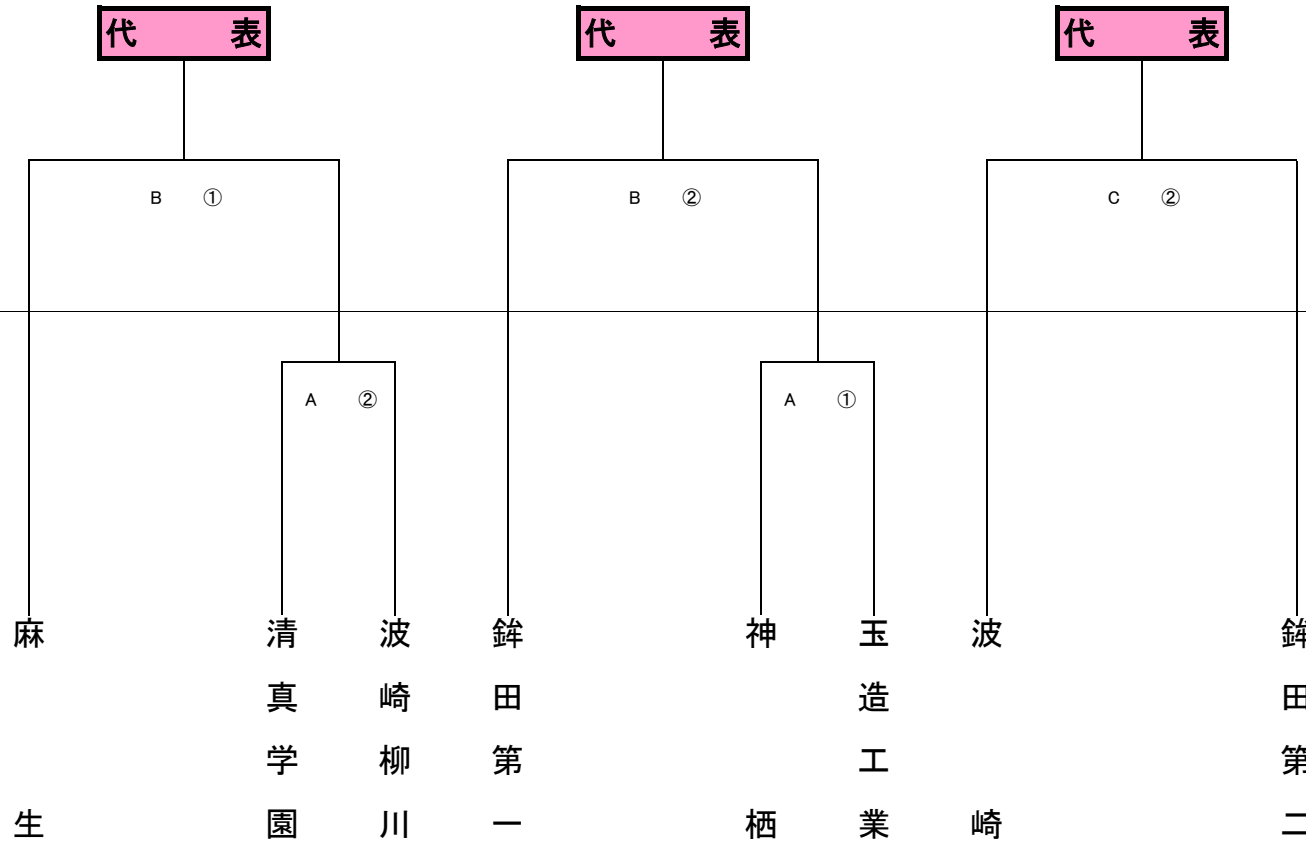 代　表
代　表
代　表
B　①
B　②
C　②
A　②
A　①
麻生
清真学園
波崎柳川
鉾田第一
神栖
玉造工業
波崎
鉾田第二